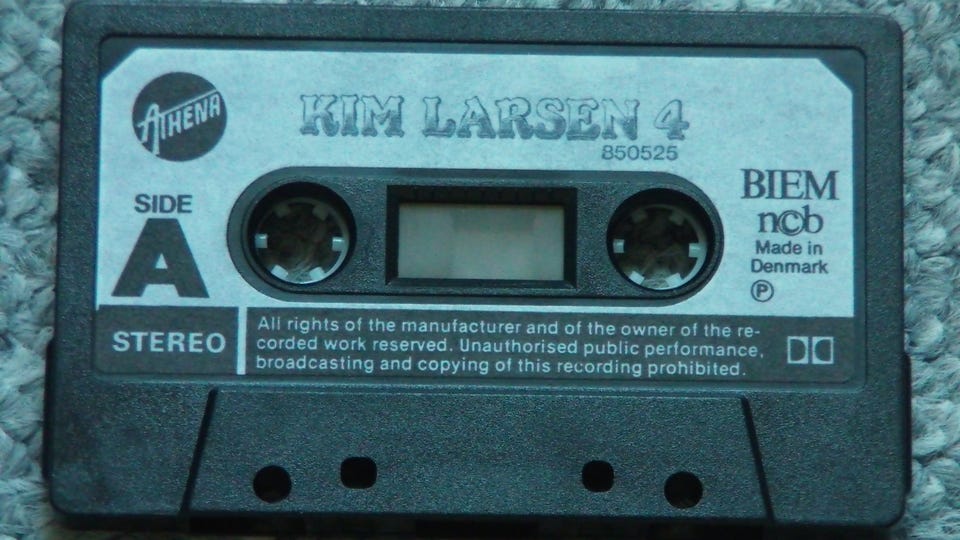 ATHENA
KIM LARSEN 4
850525
SIDE
A
BIEM
n©b
Made in
Denmark
℗
STEREO
All rights of the manufacturer and of the owner of the re-
corded work reserved. Unauthorised public performance,
broadcasting and copying of this recording prohibited.